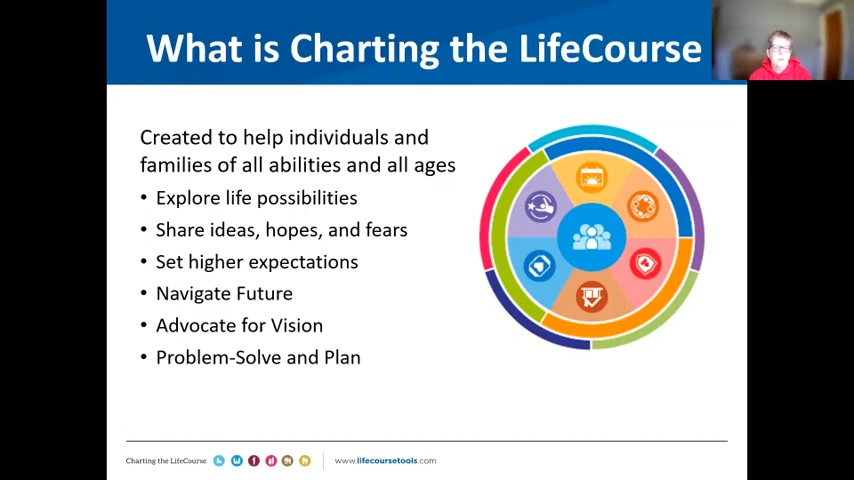 What is Charting the LifeCourse
Created to help individuals and
families of all abilities and all ages
• Explore life possibilities
• Share ideas, hopes, and fears
• Set higher expectations
• Navigate Future
• Advocate for Vision
• Problem-Solve and Plan
Charting the LifeCourse
www.lifecoursetools.com